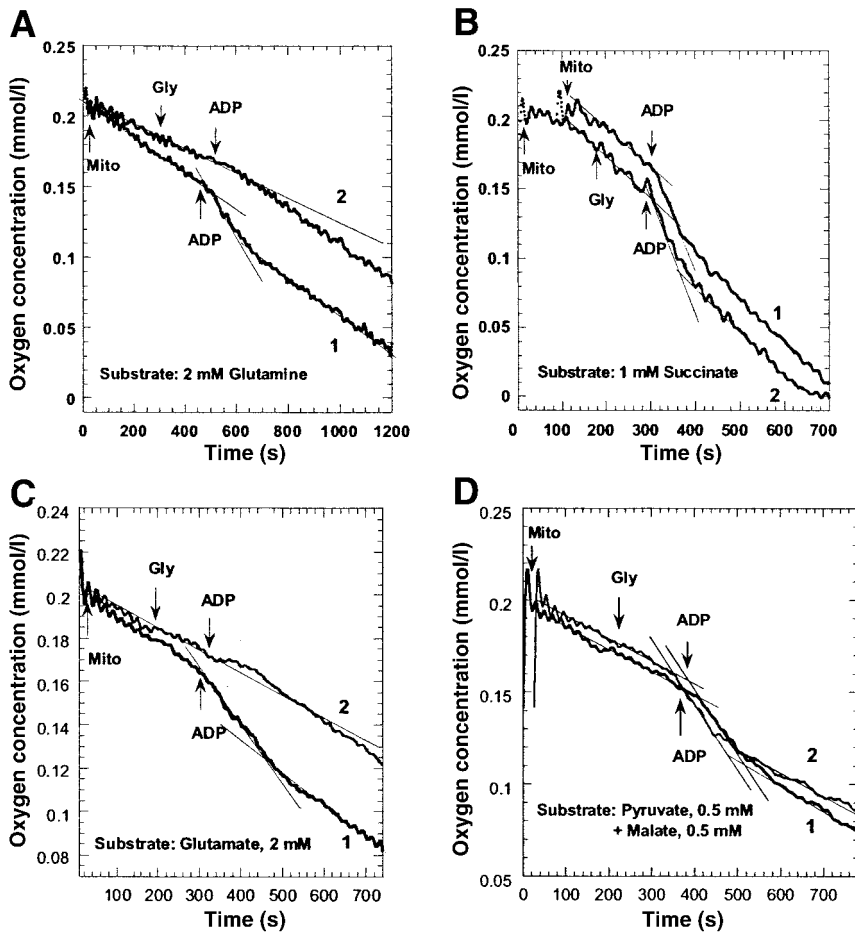 A
Oxygen concentration (mmol/l)
0.25
0.2
0.15
0.1
0.05
0
Gly
ADP
Mito
ADP
2
1
Substrate: 2 mM Glutamine
0 200 400 600 800 1000 1200
Time (s)
B
Oxygen concentration (mmol/l)
0.25
0.2
0.15
0.1
0.05
0
Mito
ADP
Mito
Gly
ADP
1
Substrate: 1 mM Succinate
2
0 100 200 300 400 500 600 700
Time (s)
C
Oxygen concentration (mmol/l)
0.24
0.22
0.2
0.18
0.16
0.14
0.12
0.1
0.08
Gly
ADP
Mito
2
ADP
Substrate: Glutamate, 2 mM
1
100 200 300 400 500 600 700
Time (s)
D
Oxygen concentration (mmol/l)
0.25
0.2
0.15
0.1
0.05
Mito
Gly
ADP
ADP
2
Substrate: Pyruvate, 0.5 mM
+ Malate, 0.5 mM
1
0 100 200 300 400 500 600 700
Time (s)